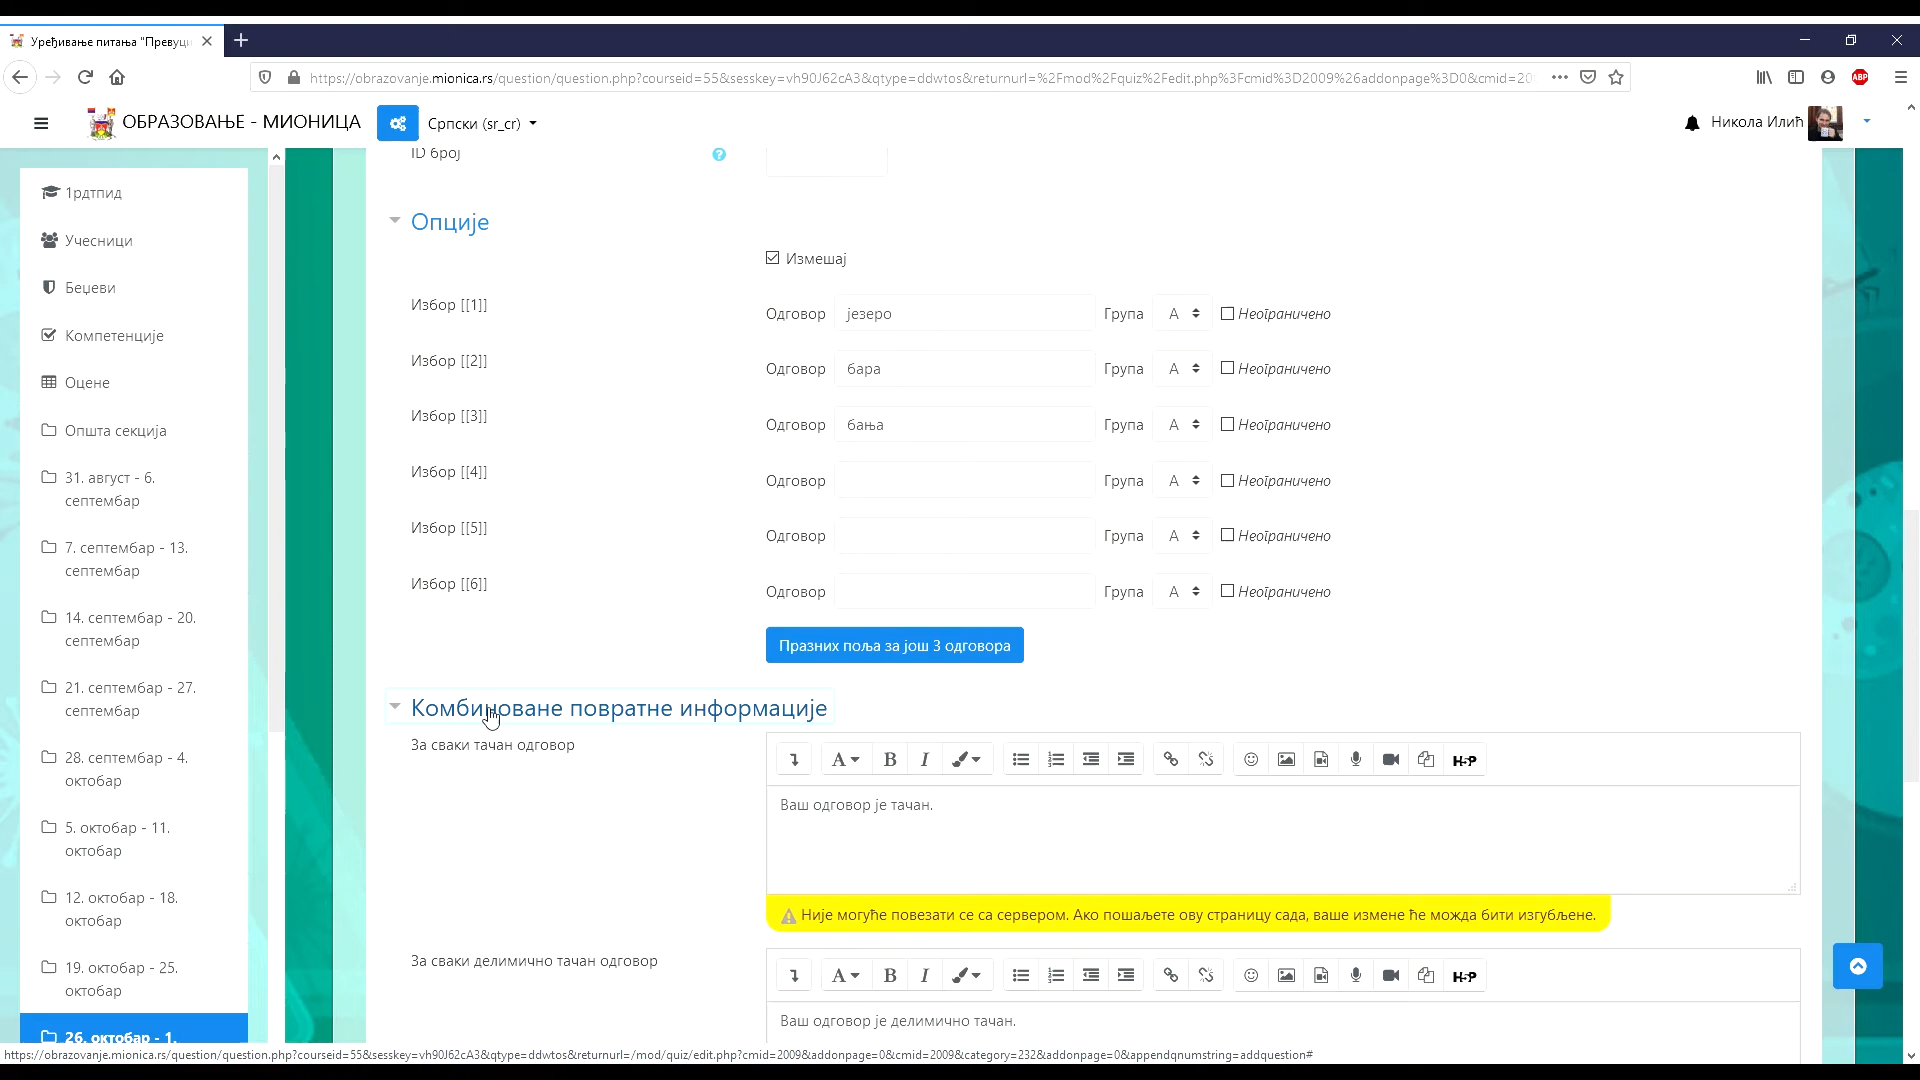 Уређивање питања "Превуци
https://obrazovanje.mionica.rs/question/question.php?courseid=55&sesskey=vh90J62cA3&qtype=ddwtos&returnurl=%2Fmod%2Fquiz%2Fedit.php%3Fcmid%3D2009%26addonpage%3D0&cmid=20
ABP
ОБРАЗОВАЊЕ - МИОНИЦА
Српски (sr_cr)
Никола Илић
1рдтпид
Учесници
Беџеви
Компетенције
Оцене
Општа секција
31. август - 6.
септембар
7. септембар - 13.
септембар
14. септембар - 20.
септембар
21. септембар - 27.
септембар
28. септембар - 4.
октобар
5. октобар - 11.
октобар
12. октобар - 18.
октобар
19. октобар - 25.
октобар
26. октобар - 1.
ID број
Опције
Измешај
Избор [[1]] Одговор језеро Група A Неограничено
Избор [[2]] Одговор бара Група A Неограничено
Избор [[3]] Одговор бања Група A Неограничено
Избор [[4]] Одговор Група A Неограничено
Избор [[5]] Одговор Група A Неограничено
Избор [[6]] Одговор Група A Неограничено
Празних поља за још 3 одговора
Комбиноване повратне информације
За сваки тачан одговор
H-P
Ваш одговор је тачан.
Није могуће повезати се са сервером. Ако пошаљете ову страницу сада, ваше измене ће можда бити изгубљене.
За сваки делимично тачан одговор
H-P
Ваш одговор је делимично тачан.
https://obrazovanje.mionica.rs/question/question.php?courseid=55&sesskey=vh90J62cA3&qtype=ddwtos&returnurl=/mod/quiz/edit.php?cmid=2009&addonpage=0&cmid=2009&category=232&addonpage=0&appendqnumstring=addquestion#